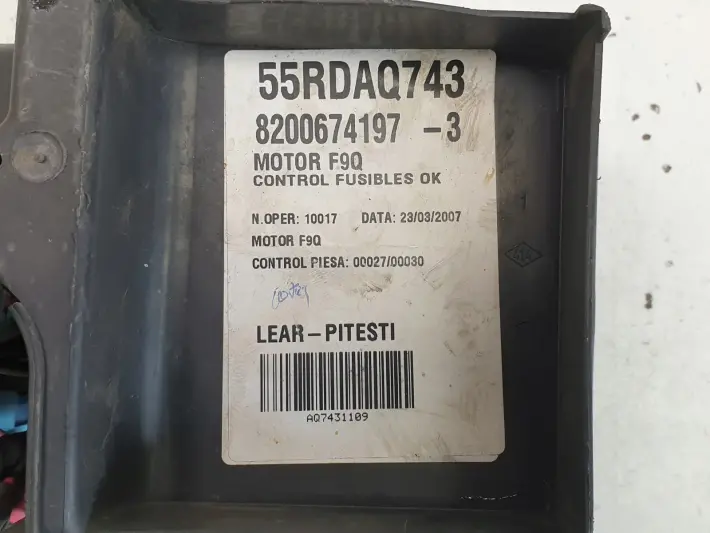 55RDAQ743
8200674197 -3
MOTOR F9Q
CONTROL FUSIBLES OK
N.OPER: 10017 DATA: 23/03/2007
MOTOR F9Q
CONTROL PIESA: 00027/00030
LEAR-PITESTI
AQ7431109